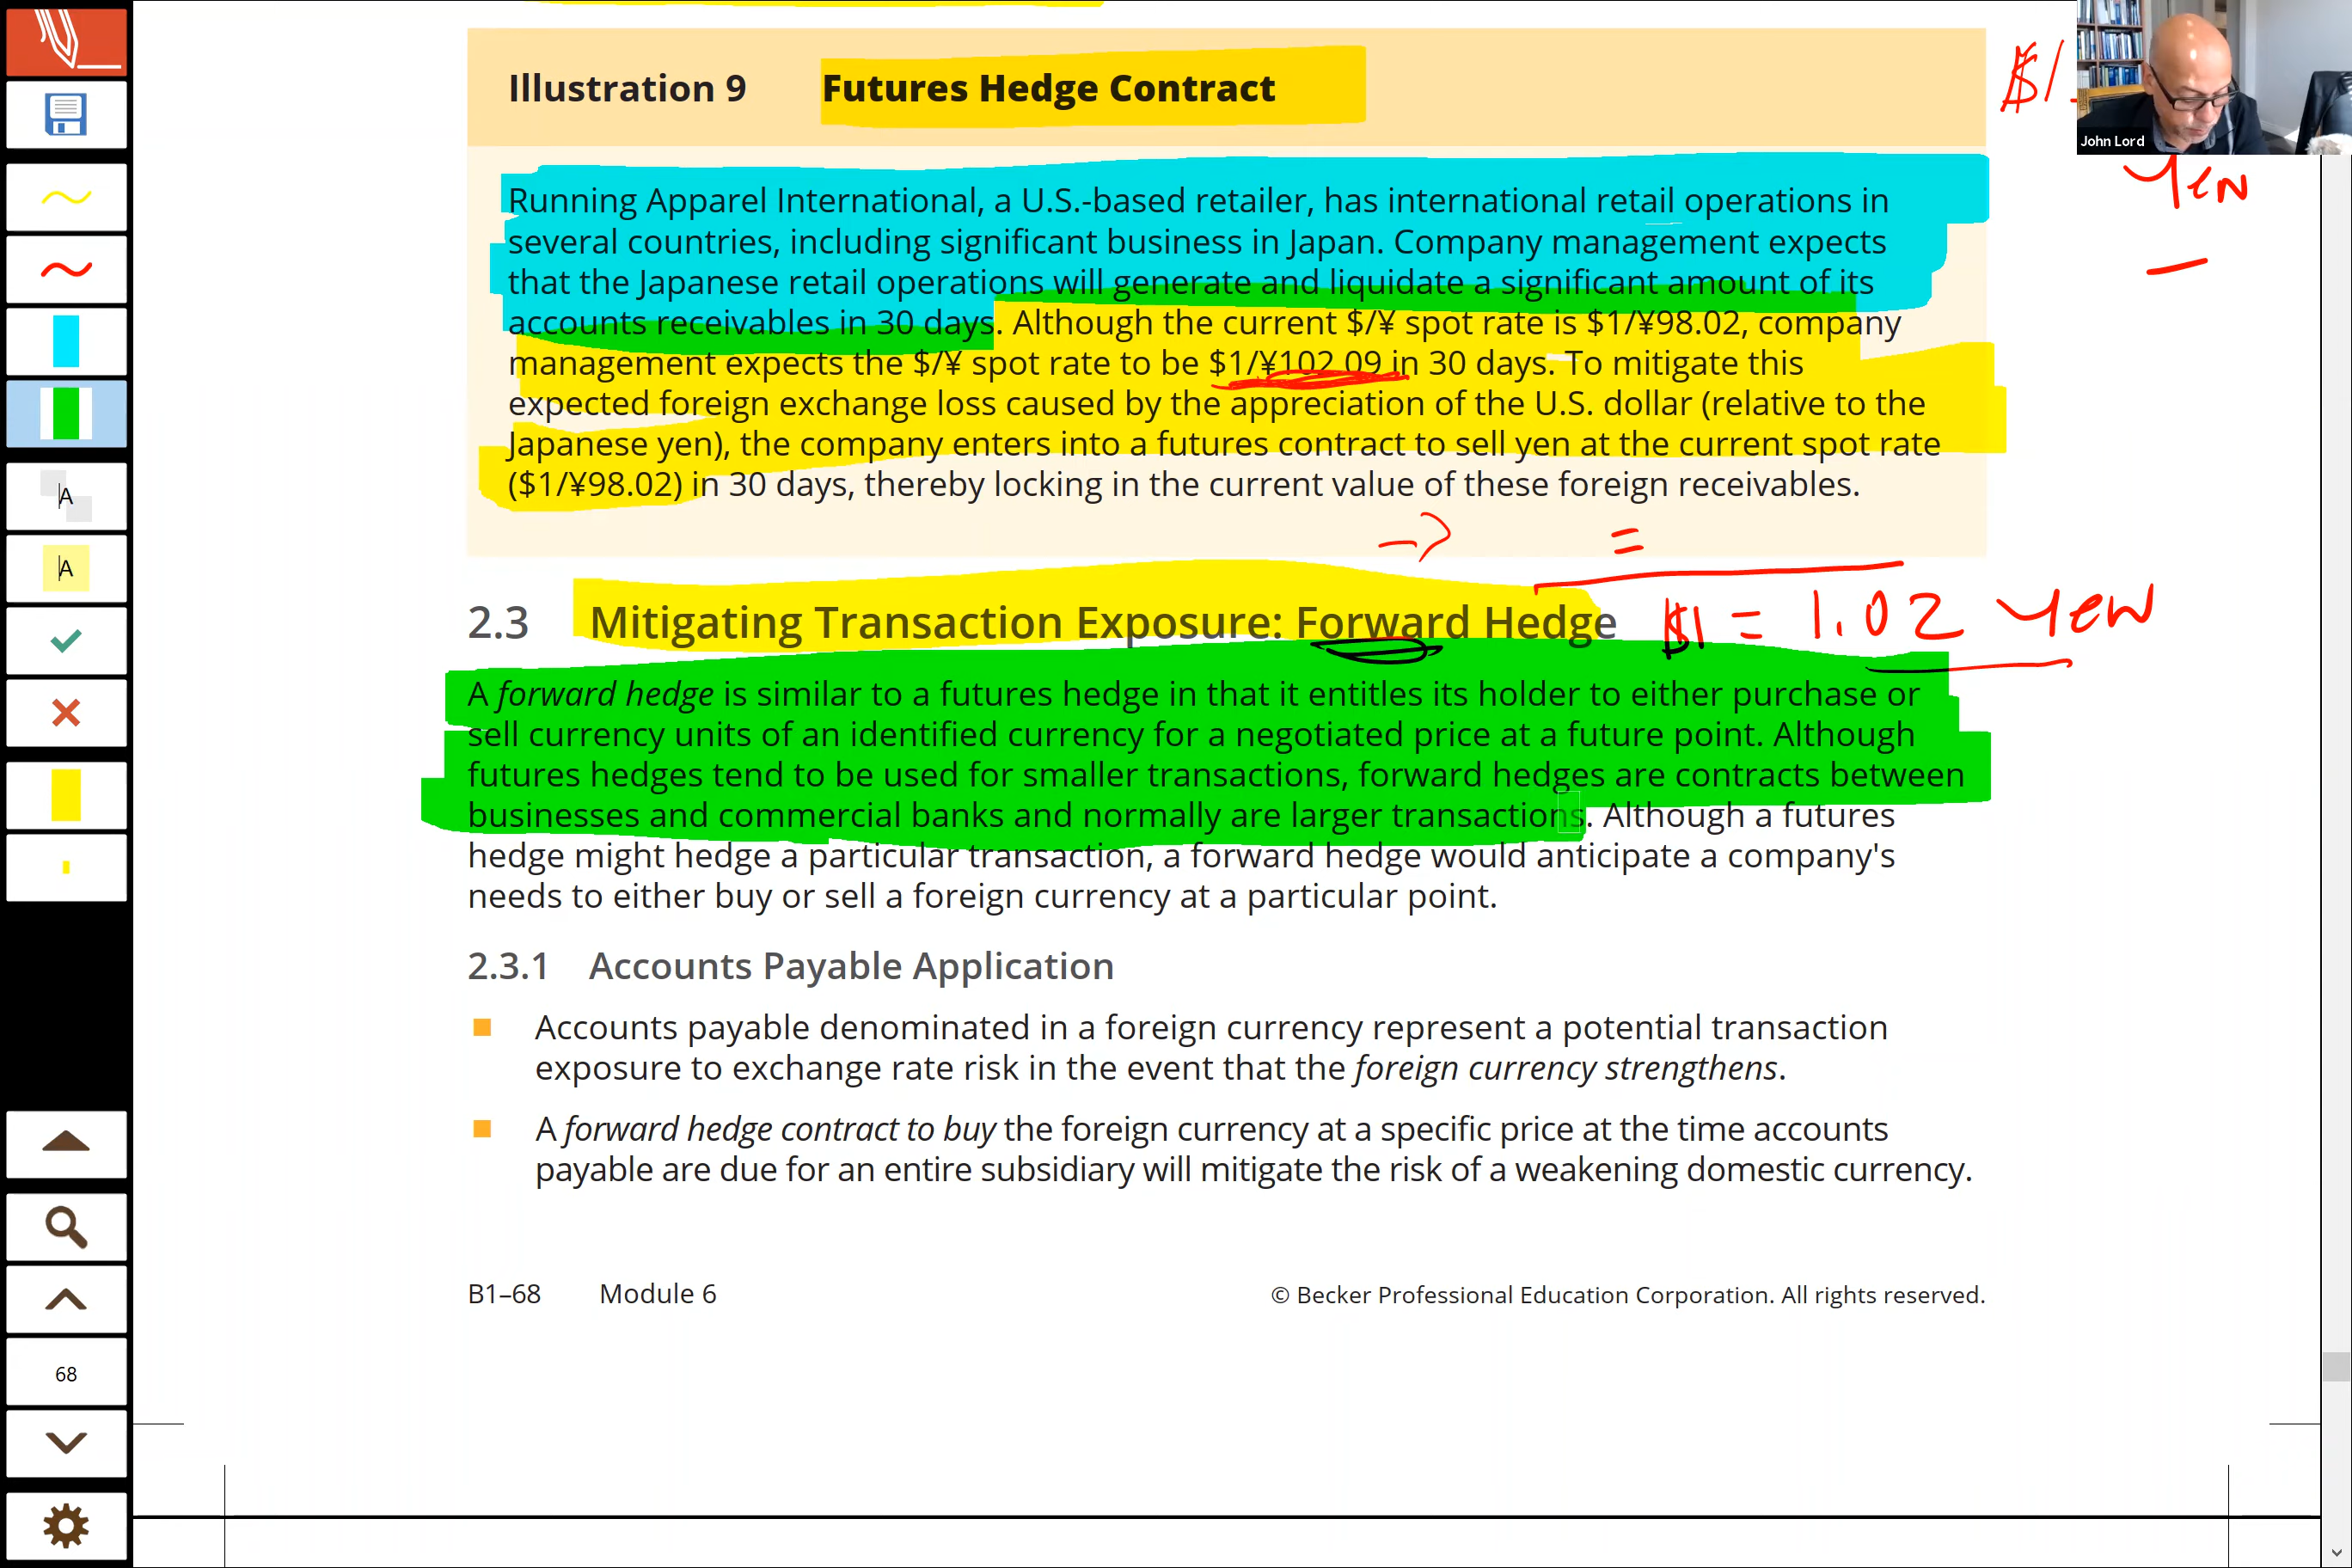 Illustration 9 Futures Hedge Contract
$1
John Lord
Yen
Running Apparel International, a U.S.-based retailer, has international retail operations in
several countries, including significant business in Japan. Company management expects
that the Japanese retail operations will generate and liquidate a significant amount of its
accounts receivables in 30 days. Although the current $/¥ spot rate is $1/¥98.02, company
management expects the $/¥ spot rate to be $1/¥102.09 in 30 days. To mitigate this
expected foreign exchange loss caused by the appreciation of the U.S. dollar (relative to the
Japanese yen), the company enters into a futures contract to sell yen at the current spot rate
($1/¥98.02) in 30 days, thereby locking in the current value of these foreign receivables.
=
2.3 Mitigating Transaction Exposure: Forward Hedge
$1 = 1.02 Yen
A forward hedge is similar to a futures hedge in that it entitles its holder to either purchase or
sell currency units of an identified currency for a negotiated price at a future point. Although
futures hedges tend to be used for smaller transactions, forward hedges are contracts between
businesses and commercial banks and normally are larger transactions. Although a futures
hedge might hedge a particular transaction, a forward hedge would anticipate a company's
needs to either buy or sell a foreign currency at a particular point.
2.3.1 Accounts Payable Application
Accounts payable denominated in a foreign currency represent a potential transaction
exposure to exchange rate risk in the event that the foreign currency strengthens.
A forward hedge contract to buy the foreign currency at a specific price at the time accounts
payable are due for an entire subsidiary will mitigate the risk of a weakening domestic currency.
B1–68 Module 6
© Becker Professional Education Corporation. All rights reserved.
A
A
68